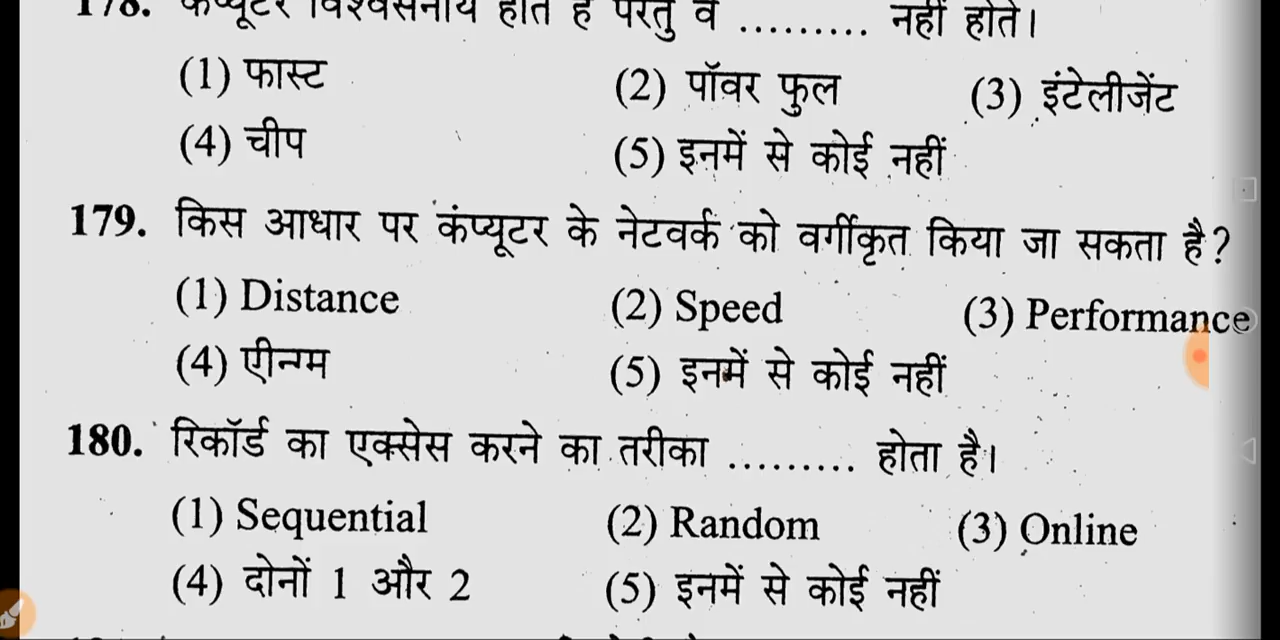 178. कंप्यूटर विश्वसनीय होते हैं परंतु वे ......... नहीं होते।
(1) फास्ट (2) पॉवर फुल (3) इंटेलीजेंट
(4) चीप (5) इनमें से कोई नहीं
179. किस आधार पर कंप्यूटर के नेटवर्क को वर्गीकृत किया जा सकता है?
(1) Distance (2) Speed (3) Performance
(4) (5) इनमें से कोई नहीं
180. रिकॉर्ड का एक्सेस करने का तरीका ......... होता है।
(1) Sequential (2) Random (3) Online
(4) दोनों 1 और 2 (5) इनमें से कोई नहीं